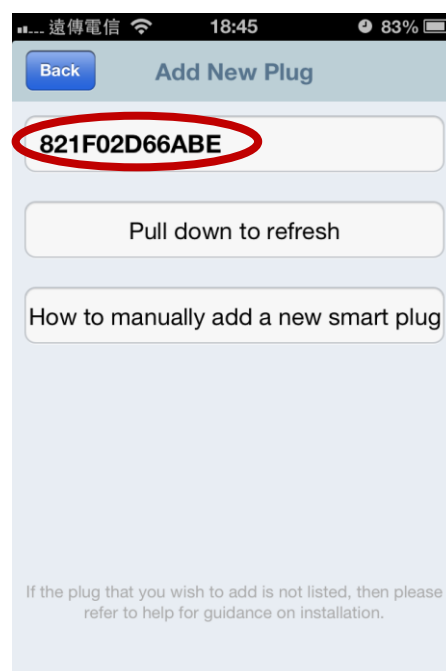 遠傳電信 18:45 83%
Back Add New Plug
821F02D66ABE
Pull down to refresh
How to manually add a new smart plug
If the plug that you wish to add is not listed, then please
refer to help for guidance on installation.